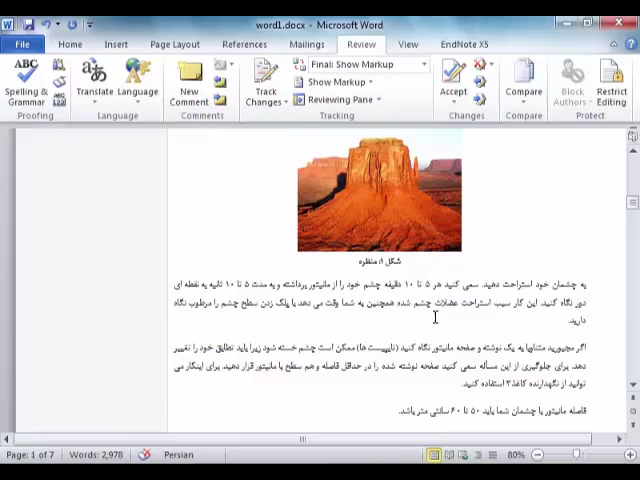 word1.docx - Microsoft Word
File Home Insert Page Layout References Mailings Review View EndNote X5
Spelling & Grammar
Proofing
Translate
Language
Language
New Comment
Comments
Track Changes
Final: Show Markup
Show Markup
Reviewing Pane
Tracking
Accept
Changes
Compare
Compare
Block Authors
Restrict Editing
Protect
شکل ۱: منظره
به چشمان خود استراحت دهید. سعی کنید هر ۵ تا ۱۰ دقیقه چشم خود را از مانیتور برداشته و به مدت ۵ تا ۱۰ ثانیه به نقطه ای
دور نگاه کنید. این کار سبب استراحت عضلات چشم شده همچنین به شما وقت می دهد با پلک زدن سطح چشم را مرطوب نگاه
دارید.
اگر مجبورید متناوبا به یک نوشته و صفحه مانیتور نگاه کنید (تایپیست ها) ممکن است چشم خسته شود زیرا باید تطابق خود را تغییر
دهد. برای جلوگیری از این مسأله سعی کنید صفحه نوشته شده را در حداقل فاصله و هم سطح با مانیتور قرار دهید. برای اینکار می
توانید از نگهدارنده کاغذ۳ استفاده کنید.
فاصله مانیتور با چشمان شما باید ۵۰ تا ۶۰ سانتی متر باشد.
Page: 1 of 7 Words: 2,978 Persian 80%